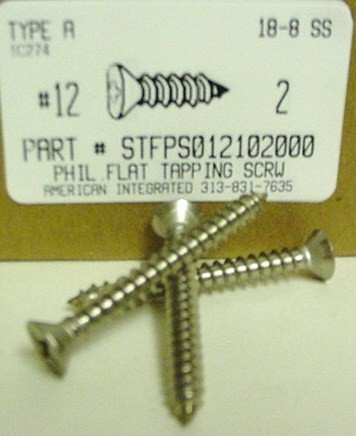 TYPE A
18-8 SS
1C274
#12
2
PART # STFPS012102000
PHIL.FLAT TAPPING SCRW
AMERICAN INTEGRATED 313-831-7635